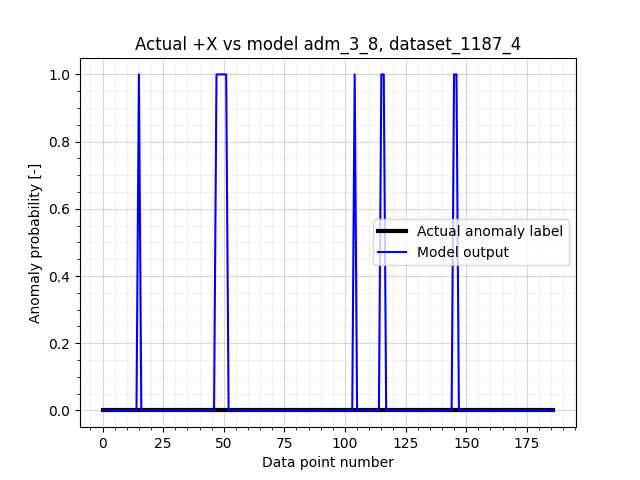 Actual +X vs model adm_3_8, dataset_1187_4
1.0
0.8
0.6
0.4
0.2
0.0
Anomaly probability [-]
Actual anomaly label
Model output
0 25 50 75 100 125 150 175
Data point number